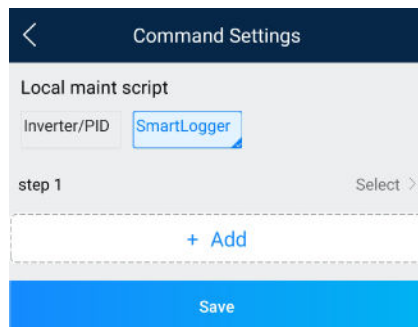 Command Settings
Local maint script
Inverter/PID SmartLogger
step 1 Select
+ Add
Save